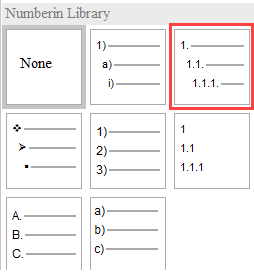 Numberin Library
None
1)
a)
i)
1.
1.1.
1.1.1.
❖
➢
▪
1)
2)
3)
1
1.1
1.1.1
A.
B.
C.
a)
b)
c)